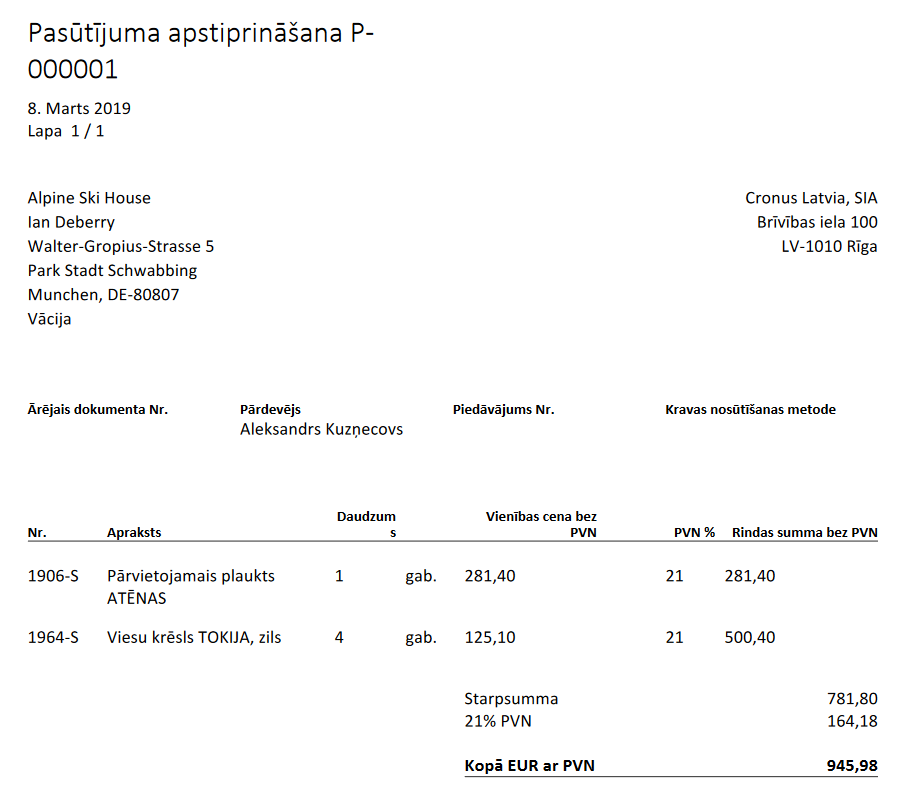 Pasūtījuma apstiprināšana P-
000001
8. Marts 2019
Lapa 1 / 1
Alpine Ski House
Ian Deberry
Walter-Gropius-Strasse 5
Park Stadt Schwabbing
Munchen, DE-80807
Vācija
Cronus Latvia, SIA
Brīvības iela 100
LV-1010 Rīga
Ārējais dokumenta Nr. Pārdevējs Piedāvājums Nr. Kravas nosūtīšanas metode
Aleksandrs Kuzņecovs
Daudzum Vienības cena bez
Nr. Apraksts s PVN PVN % Rindas summa bez PVN
1906-S Pārvietojamais plaukts 1 gab. 281,40 21 281,40
ATĒNAS
1964-S Viesu krēsls TOKIJA, zils 4 gab. 125,10 21 500,40
Starpsumma 781,80
21% PVN 164,18
Kopā EUR ar PVN 945,98